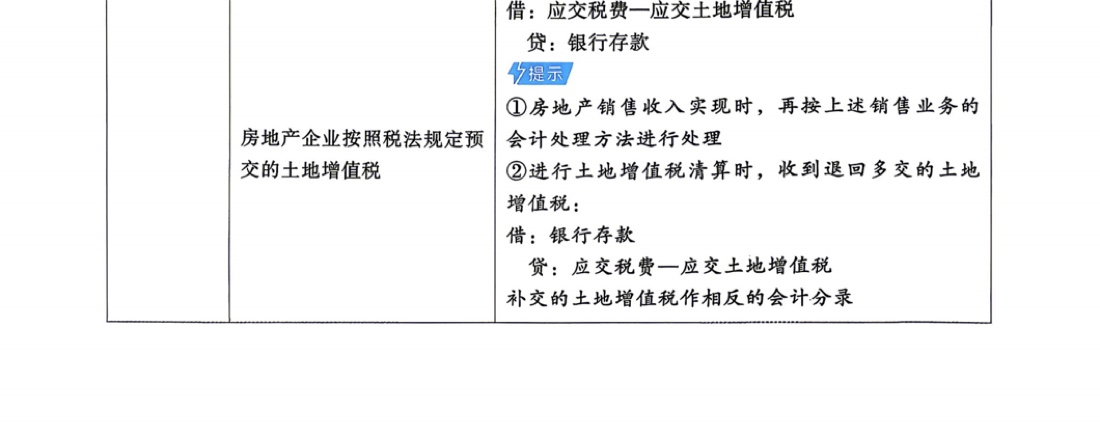 借：应交税费—应交土地增值税
贷：银行存款
提示
①房地产销售收入实现时，再按上述销售业务的
会计处理方法进行处理
房地产企业按照税法规定预
交的土地增值税
②进行土地增值税清算时，收到退回多交的土地
增值税：
借：银行存款
贷：应交税费—应交土地增值税
补交的土地增值税作相反的会计分录